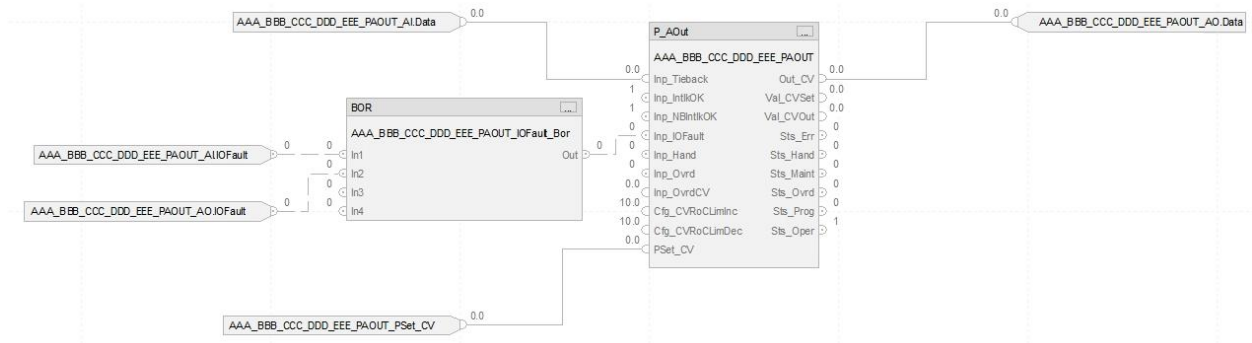 AAA_BBB_CCC_DDD_EEE_PAOUT_AI.Data
0.0
0.0
AAA_BBB_CCC_DDD_EEE_PAOUT_AO.Data
P_AOut
...
AAA_BBB_CCC_DDD_EEE_PAOUT
0.0
Inp_Tieback
Out_CV
0.0
1
Inp_IntlkOK
Val_CVSet
0.0
1
Inp_NBIntlkOK
Val_CVOut
0.0
0
Inp_IOFault
Sts_Err
0
0
Inp_Hand
Sts_Hand
0
0
Inp_Ovrd
Sts_Maint
0
0.0
Inp_OvrdCV
Sts_Ovrd
0
10.0
Cfg_CVRoCLimInc
Sts_Prog
0
10.0
Cfg_CVRoCLimDec
Sts_Oper
1
0.0
PSet_CV
BOR
...
AAA_BBB_CCC_DDD_EEE_PAOUT_IOFault_Bor
AAA_BBB_CCC_DDD_EEE_PAOUT_AI.IOFault
0
0
In1
Out
0
0
In2
0
In3
AAA_BBB_CCC_DDD_EEE_PAOUT_AO.IOFault
0
0
In4
AAA_BBB_CCC_DDD_EEE_PAOUT_PSet_CV
0.0